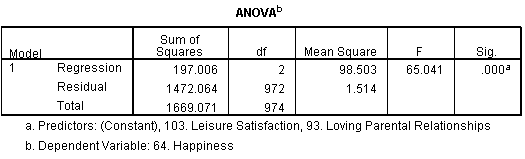 ANOVAb
Model Sum of Squares df Mean Square F Sig.
1 Regression 197.006 2 98.503 65.041 .000a
Residual 1472.064 972 1.514
Total 1669.071 974
a. Predictors: (Constant), 103. Leisure Satisfaction, 93. Loving Parental Relationships
b. Dependent Variable: 64. Happiness